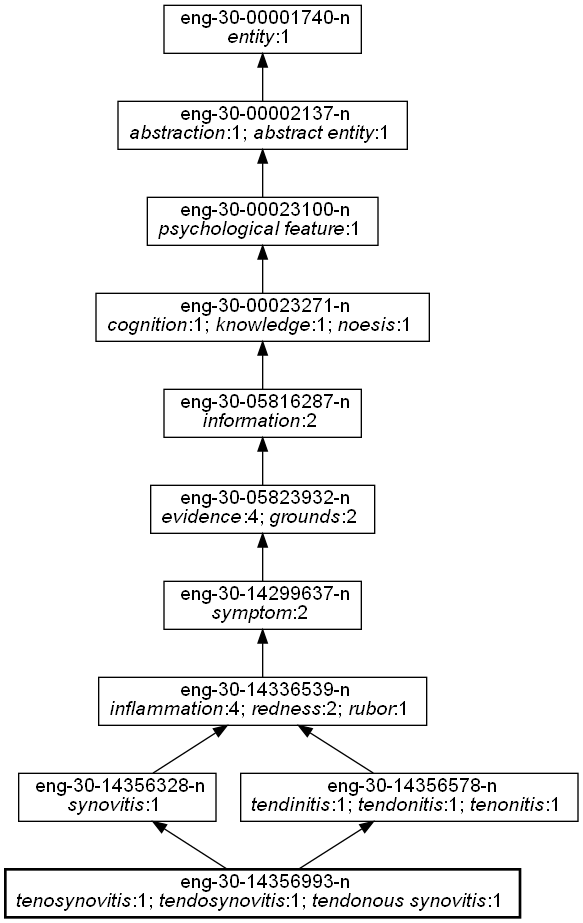 eng-30-00001740-n
entity:1
eng-30-00002137-n
abstraction:1; abstract entity:1
eng-30-00023100-n
psychological feature:1
eng-30-00023271-n
cognition:1; knowledge:1; noesis:1
eng-30-05816287-n
information:2
eng-30-05823932-n
evidence:4; grounds:2
eng-30-14299637-n
symptom:2
eng-30-14336539-n
inflammation:4; redness:2; rubor:1
eng-30-14356328-n
synovitis:1
eng-30-14356578-n
tendinitis:1; tendonitis:1; tenonitis:1
eng-30-14356993-n
tenosynovitis:1; tendosynovitis:1; tendonous synovitis:1